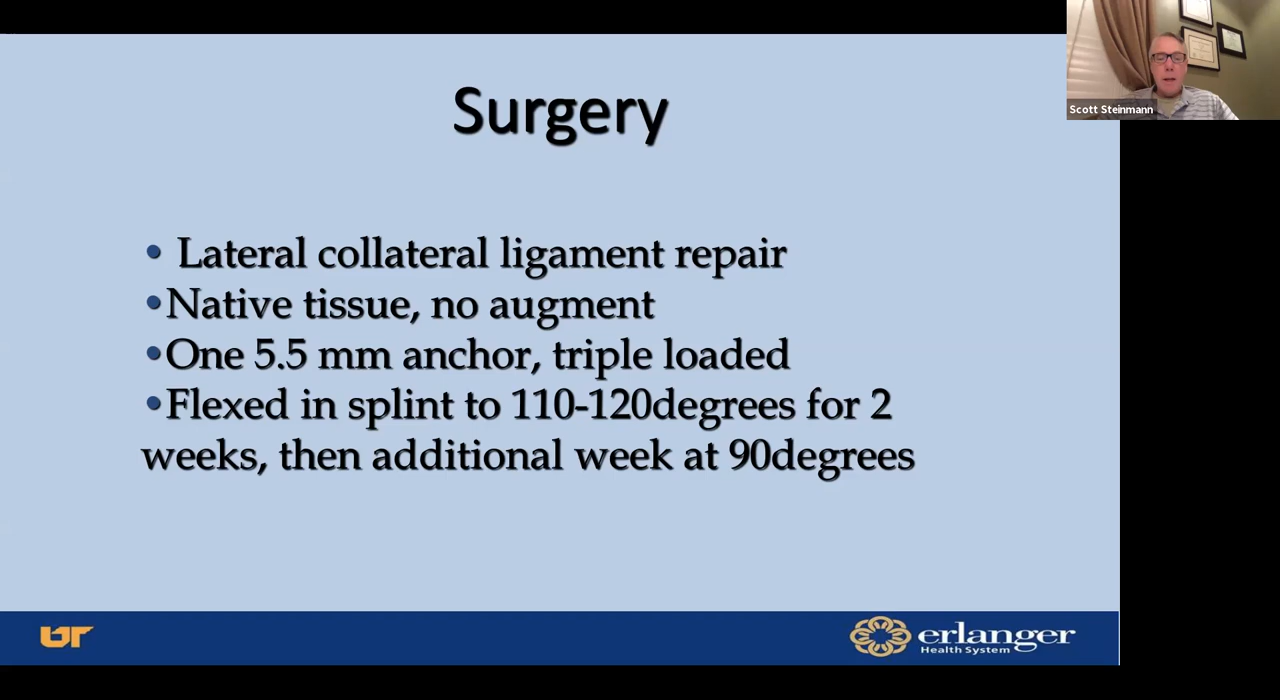 Scott Steinmann
Surgery
• Lateral collateral ligament repair
•Native tissue, no augment
•One 5.5 mm anchor, triple loaded
•Flexed in splint to 110-120degrees for 2
weeks, then additional week at 90degrees
UT
erlanger
Health System